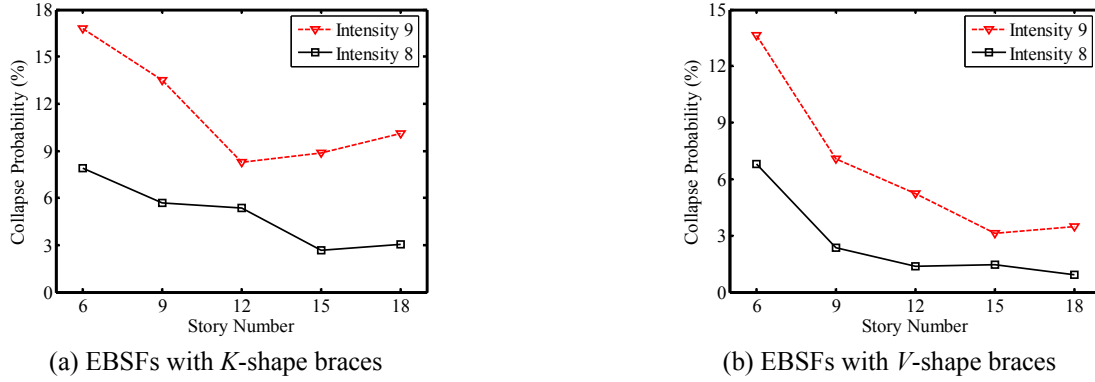 18
15
12
9
6
3
0
Collapse Probability (%)
Intensity 9
Intensity 8
6 9 12 15 18
Story Number
(a) EBSFs with K-shape braces
15
12
9
6
3
0
Collapse Probability (%)
Intensity 9
Intensity 8
6 9 12 15 18
Story Number
(b) EBSFs with V-shape braces